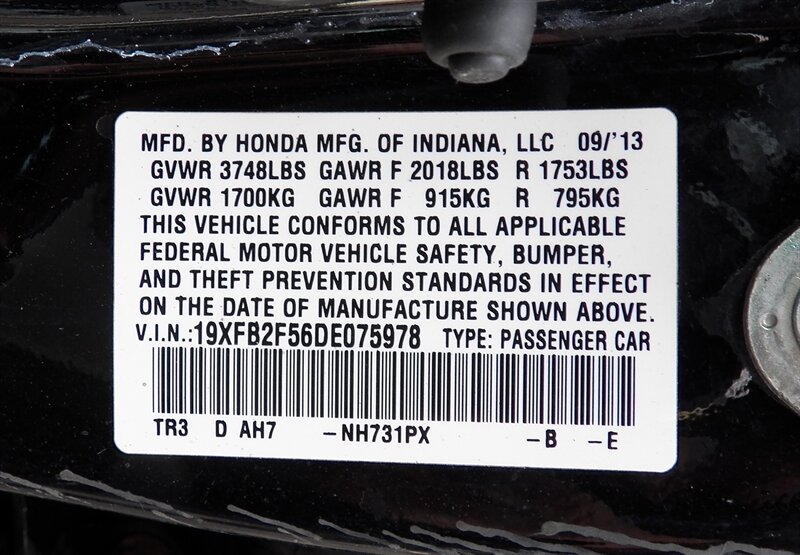 MFD. BY HONDA MFG. OF INDIANA, LLC 09/'13
GVWR 3748LBS GAWR F 2018LBS R 1753LBS
GVWR 1700KG GAWR F 915KG R 795KG
THIS VEHICLE CONFORMS TO ALL APPLICABLE
FEDERAL MOTOR VEHICLE SAFETY, BUMPER,
AND THEFT PREVENTION STANDARDS IN EFFECT
ON THE DATE OF MANUFACTURE SHOWN ABOVE.
V.I.N.:19XFB2F56DE075978 TYPE: PASSENGER CAR
TR3 D AH7 -NH731PX -B -E